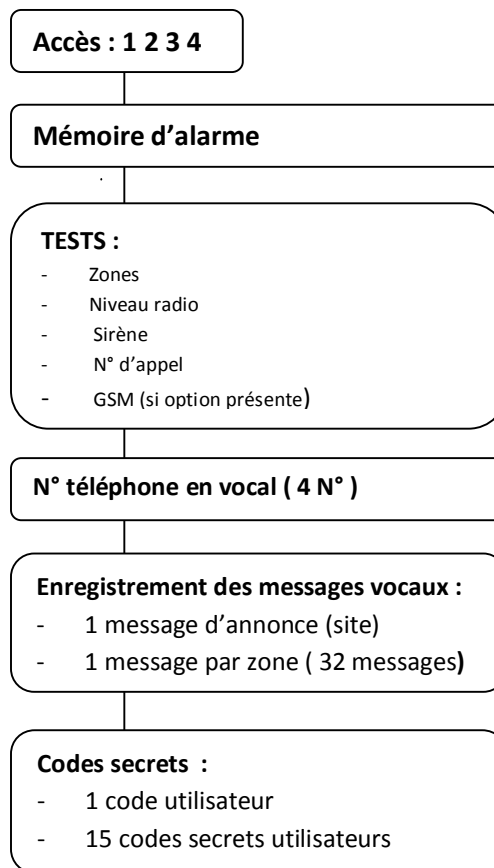 Accès : 1 2 3 4
Mémoire d’alarme
.
TESTS :
- Zones
- Niveau radio
- Sirène
- N° d’appel
- GSM (si option présente)
N° téléphone en vocal ( 4 N° )
Enregistrement des messages vocaux :
- 1 message d’annonce (site)
- 1 message par zone ( 32 messages)
Codes secrets :
- 1 code utilisateur
- 15 codes secrets utilisateurs